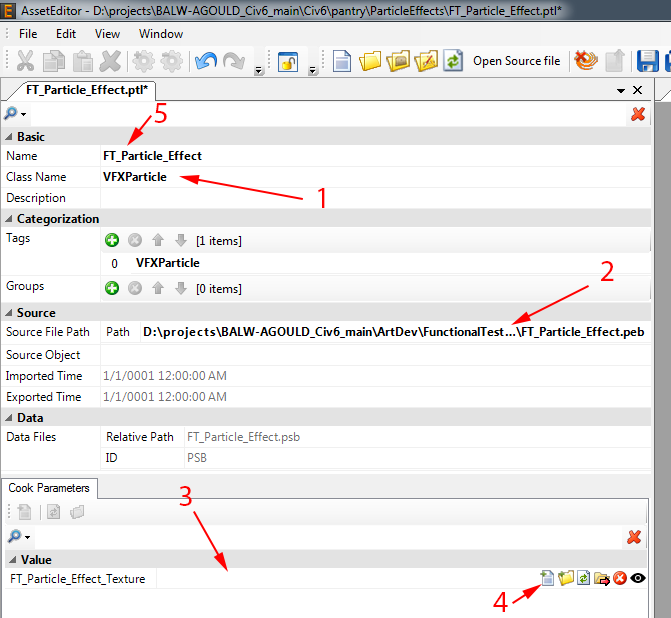 AssetEditor - D:\projects\BALW-AGOULD_Civ6_main\Civ6\pantry\ParticleEffects\FT_Particle_Effect.ptl*
File Edit View Window
Open Source file
FT_Particle_Effect.ptl*
5
Basic
Name FT_Particle_Effect
Class Name VFXParticle
1
Description
Categorization
Tags [1 items]
0 VFXParticle
2
Groups [0 items]
Source
Source File Path Path D:\projects\BALW-AGOULD_Civ6_main\ArtDev\FunctionalTest...\FT_Particle_Effect.peb
Source Object
Imported Time 1/1/0001 12:00:00 AM
Exported Time 1/1/0001 12:00:00 AM
Data
Data Files Relative Path FT_Particle_Effect.psb
ID PSB
Cook Parameters
3
Value
FT_Particle_Effect_Texture
4